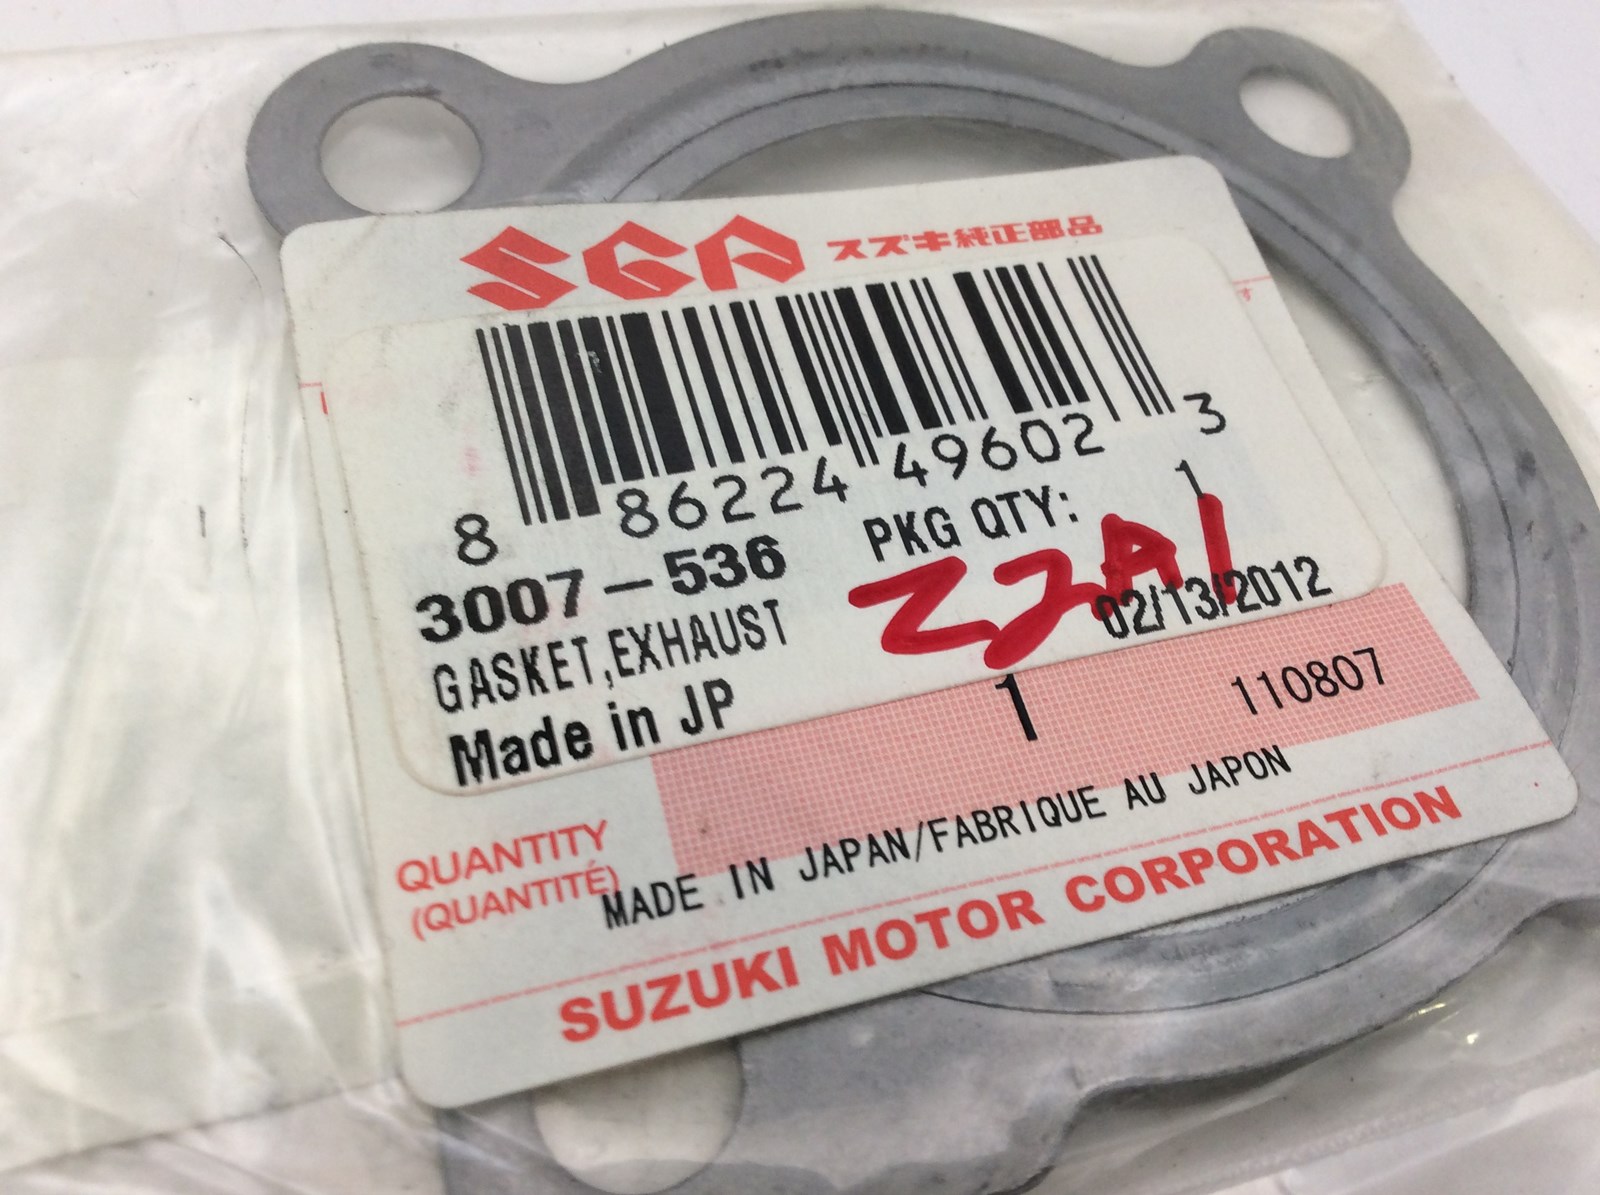 SGP スズキ純正部品
8 86224 49602 3
3007-536
PKG QTY: 1
GASKET,EXHAUST
02/13/2012
Made in JP
1
110807
QUANTITY
(QUANTITÉ)
MADE IN JAPAN/FABRIQUE AU JAPON
SUZUKI MOTOR CORPORATION